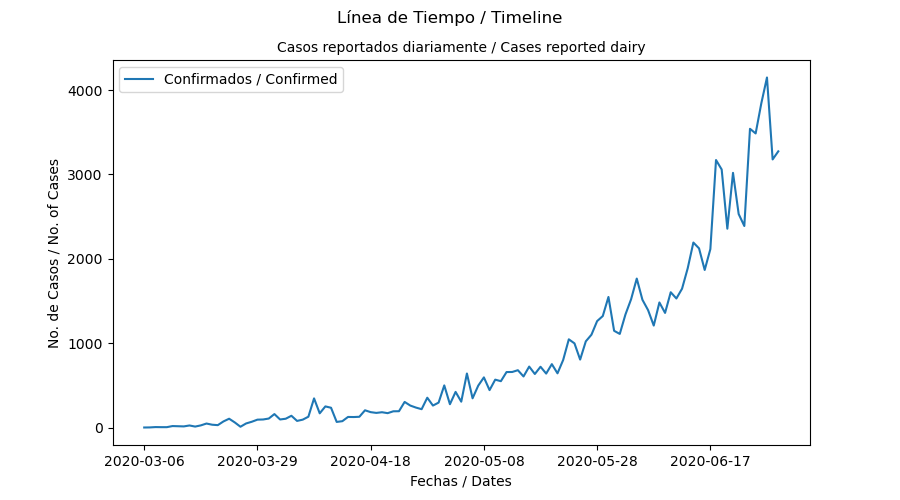 Línea de Tiempo / Timeline
Casos reportados diariamente / Cases reported dairy
Confirmados / Confirmed
4000
3000
2000
1000
0
No. de Casos / No. of Cases
2020-03-06 2020-03-29 2020-04-18 2020-05-08 2020-05-28 2020-06-17
Fechas / Dates